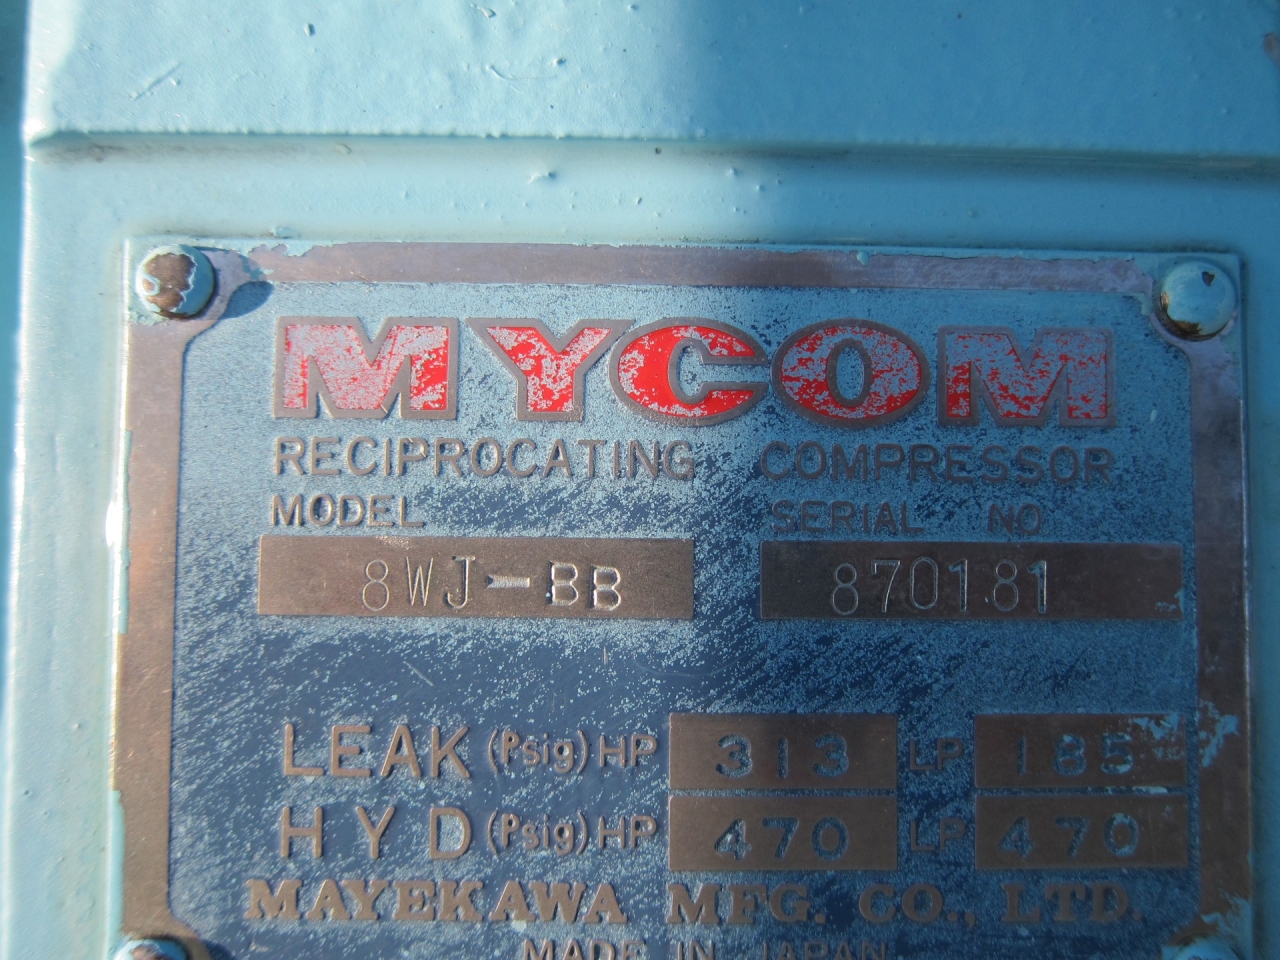 MYCOM
RECIPROCATING COMPRESSOR
MODEL SERIAL NO
8WJ-BB 870181
LEAK (Psig) HP 313 LP 185
HYD (Psig) HP 470 LP 470
MAYEKAWA MFG. CO., LTD.
MADE IN JAPAN